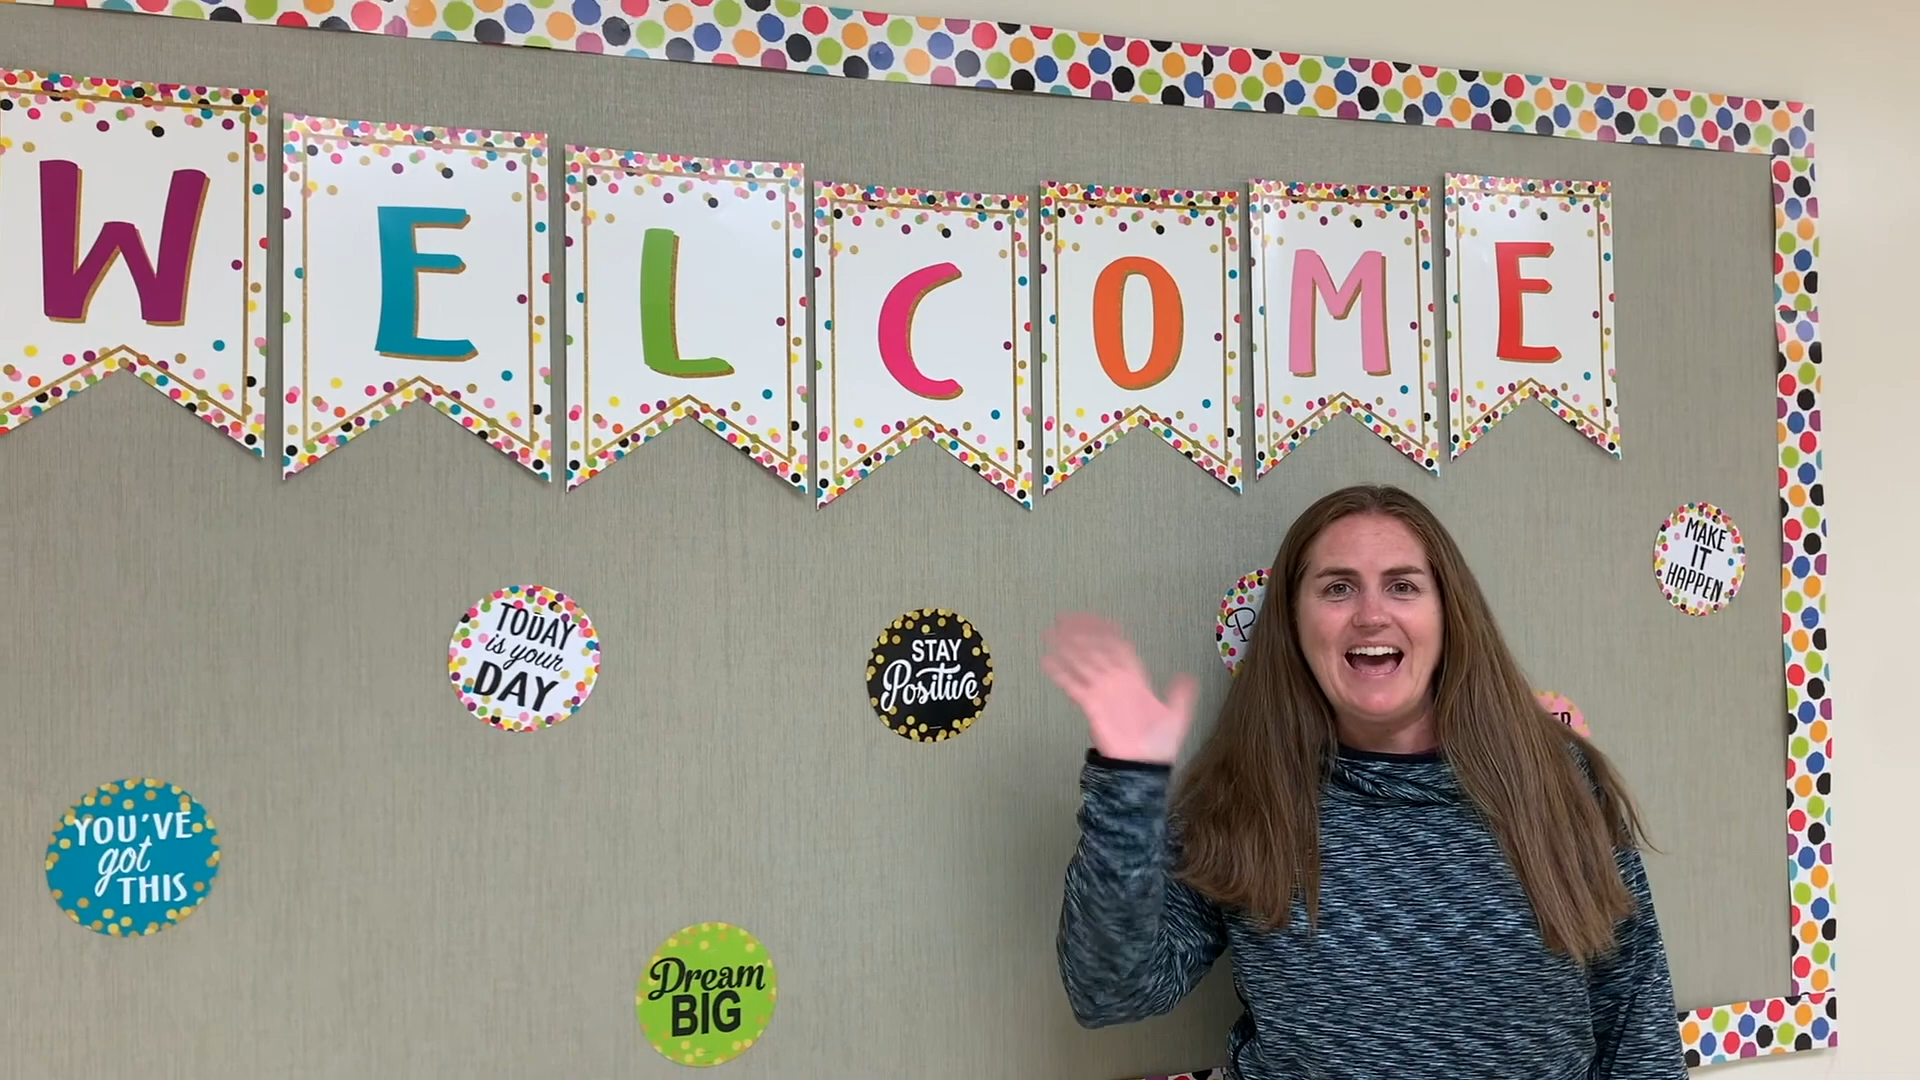 WELCOME
MAKE
IT
HAPPEN
TODAY
is your
DAY
STAY
Positive
YOU'VE
got
THIS
Dream
BIG